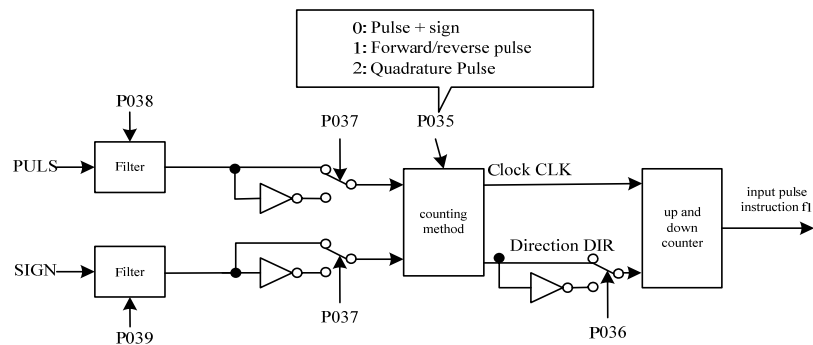 0: Pulse + sign
1: Forward/reverse pulse
2: Quadrature Pulse
P038
P037
P035
PULS
Filter
Clock CLK
counting
method
up and
down
counter
input pulse
instruction f1
Direction DIR
SIGN
Filter
P037
P036
P039